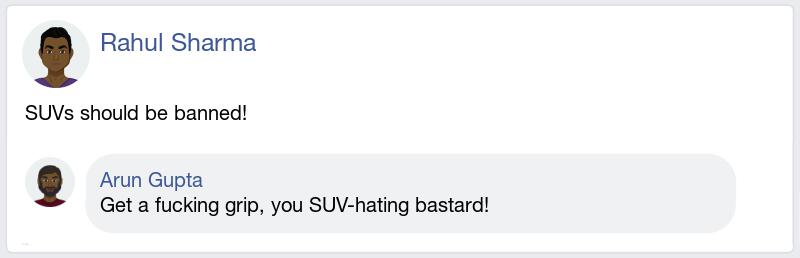 Rahul Sharma
SUVs should be banned!
Arun Gupta
Get a fucking grip, you SUV-hating bastard!